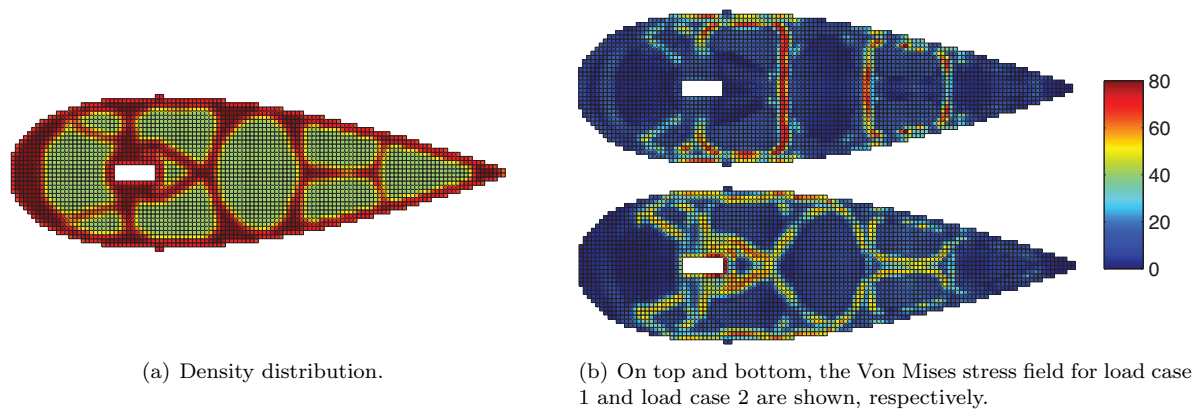 80
60
40
20
0
(a) Density distribution.
(b) On top and bottom, the Von Mises stress field for load case
1 and load case 2 are shown, respectively.